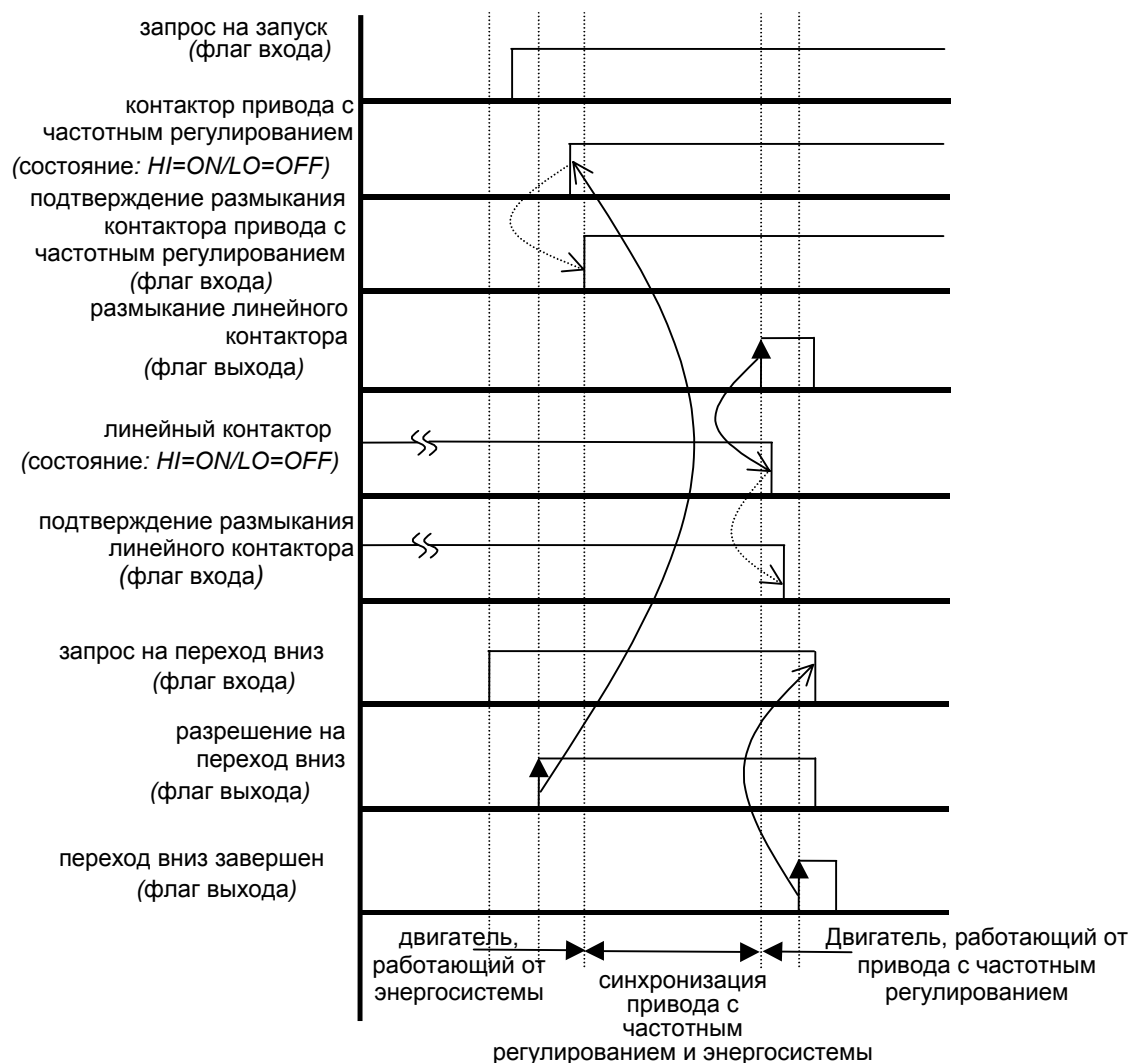 запрос на запуск
(флаг входа)
контактор привода с
частотным регулированием
(состояние: HI=ON/LO=OFF)
подтверждение размыкания
контактора привода с
частотным регулированием
(флаг входа)
размыкание линейного
контактора
(флаг выхода)
линейный контактор
(состояние: HI=ON/LO=OFF)
подтверждение размыкания
линейного контактора
(флаг входа)
запрос на переход вниз
(флаг входа)
разрешение на
переход вниз
(флаг выхода)
переход вниз завершен
(флаг выхода)
двигатель,
работающий от
энергосистемы
синхронизация
привода с
частотным
регулированием и энергосистемы
Двигатель, работающий от
привода с частотным
регулированием